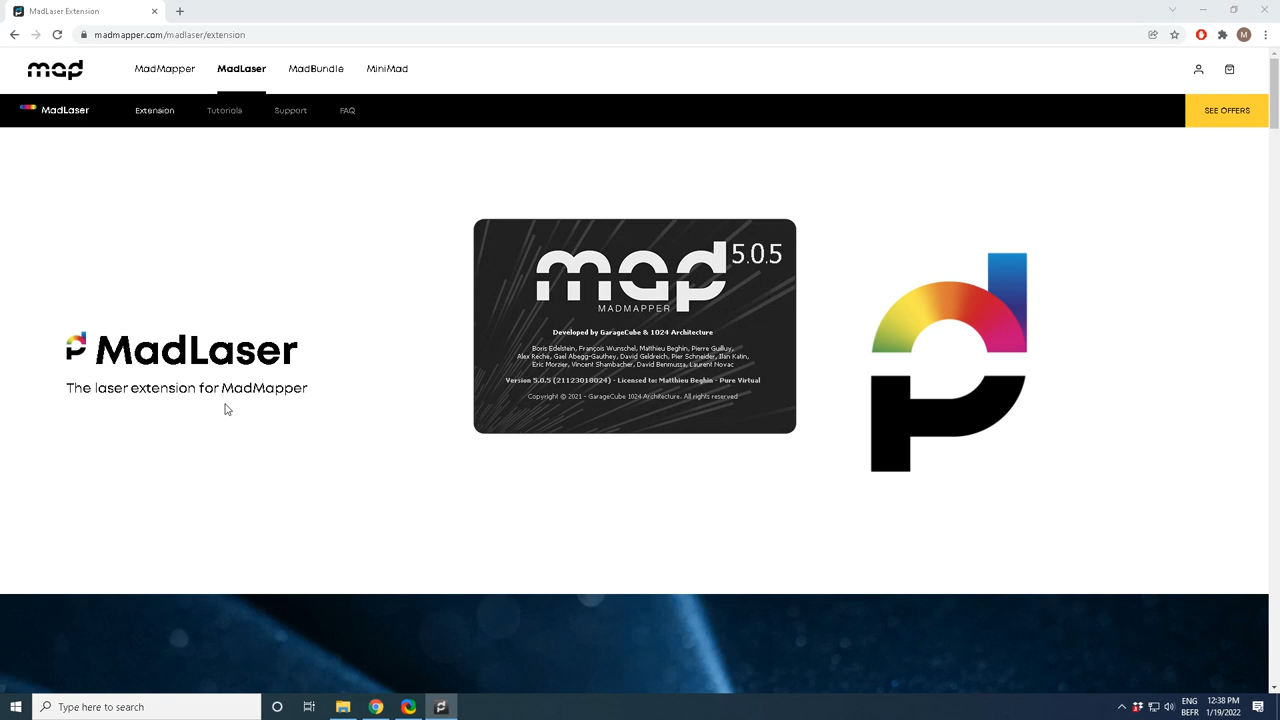 MadLaser Extension
madmapper.com/madlaser/extension
M
map
MadMapper
MadLaser
MadBundle
MiniMad
MadLaser
Extension
Tutorials
Support
FAQ
SEE OFFERS
MadLaser
The laser extension for MadMapper
map 5.0.5
MADMAPPER
Developed by GarageCube & 1024 Architecture
Boris Edelstein, François Wunschel, Matthieu Beghin, Pierre Guilluy,
Alex Reche, Gael Abegg-Gauthey, David Geldreich, Pier Schneider, Ilan Katin,
Eric Morzier, Vincent Shambacher, David Benmussa, Laurent Novac
Version 5.0.5 (21123018024) - Licensed to: Matthieu Beghin - Pure Virtual
Copyright © 2021 - GarageCube 1024 Architecture. All rights reserved
Type here to search
ENG
BEFR
12:38 PM
1/19/2022